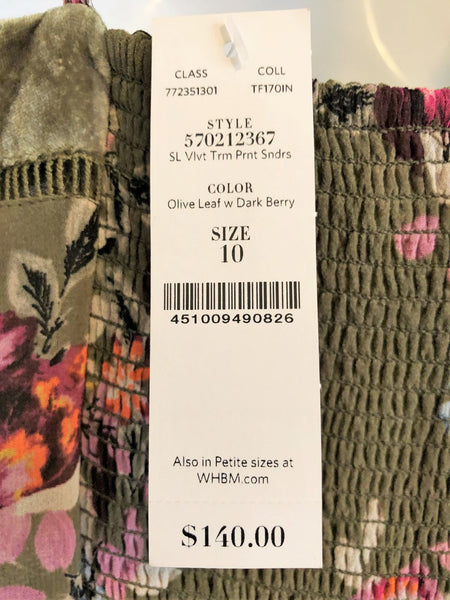 CLASS COLL
772351301 TF170IN
STYLE
570212367
SL Vlvt Trm Prnt Sndrs
COLOR
Olive Leaf w Dark Berry
SIZE
10
451009490826
Also in Petite sizes at
WHBM.com
$140.00